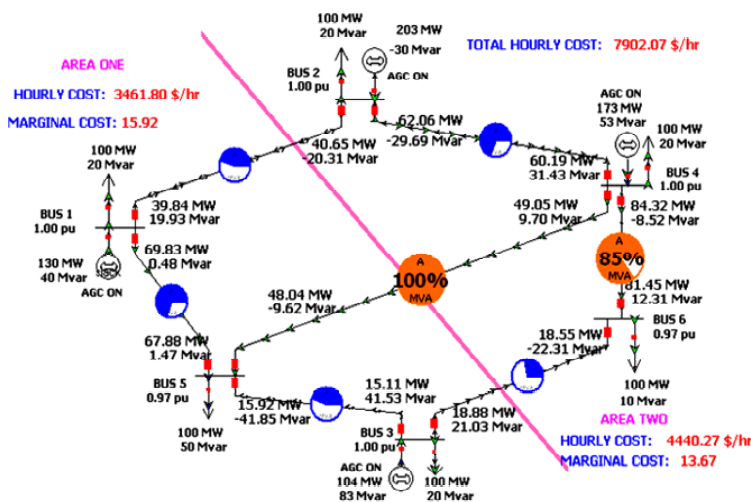 100 MW
20 Mvar
203 MW
-30 Mvar
TOTAL HOURLY COST: 7902.07 $/hr
AREA ONE
BUS 2
1.00 pu
AGC ON
HOURLY COST: 3461.80 $/hr
MARGINAL COST: 15.92
AGC ON
173 MW
53 Mvar
100 MW
20 Mvar
62.06 MW
-29.69 Mvar
40.65 MW
-20.31 Mvar
100 MW
20 Mvar
60.19 MW
31.43 MVar
BUS 4
1.00 pu
39.84 MW
19.93 Mvar
49.05 MW
9.70 Mvar
84.32 MW
-8.52 Mvar
BUS 1
1.00 pu
69.83 MW
0.48 Mvar
A
100%
MVA
A
85%
MVA
130 MW
40 Mvar
AGC ON
48.04 MW
-9.62 Mvar
81.45 MW
12.31 Mvar
67.88 MW
1.47 Mvar
18.55 MW
-22.31 Mvar
BUS 6
0.97 pu
BUS 5
0.97 pu
15.92 MW
-41.85 Mvar
15.11 MW
41.53 Mvar
18.88 MW
21.03 Mvar
100 MW
10 Mvar
100 MW
50 Mvar
BUS 3
1.00 pu
AREA TWO
HOURLY COST: 4440.27 $/hr
MARGINAL COST: 13.67
AGC ON
104 MW
83 Mvar
100 MW
20 Mvar